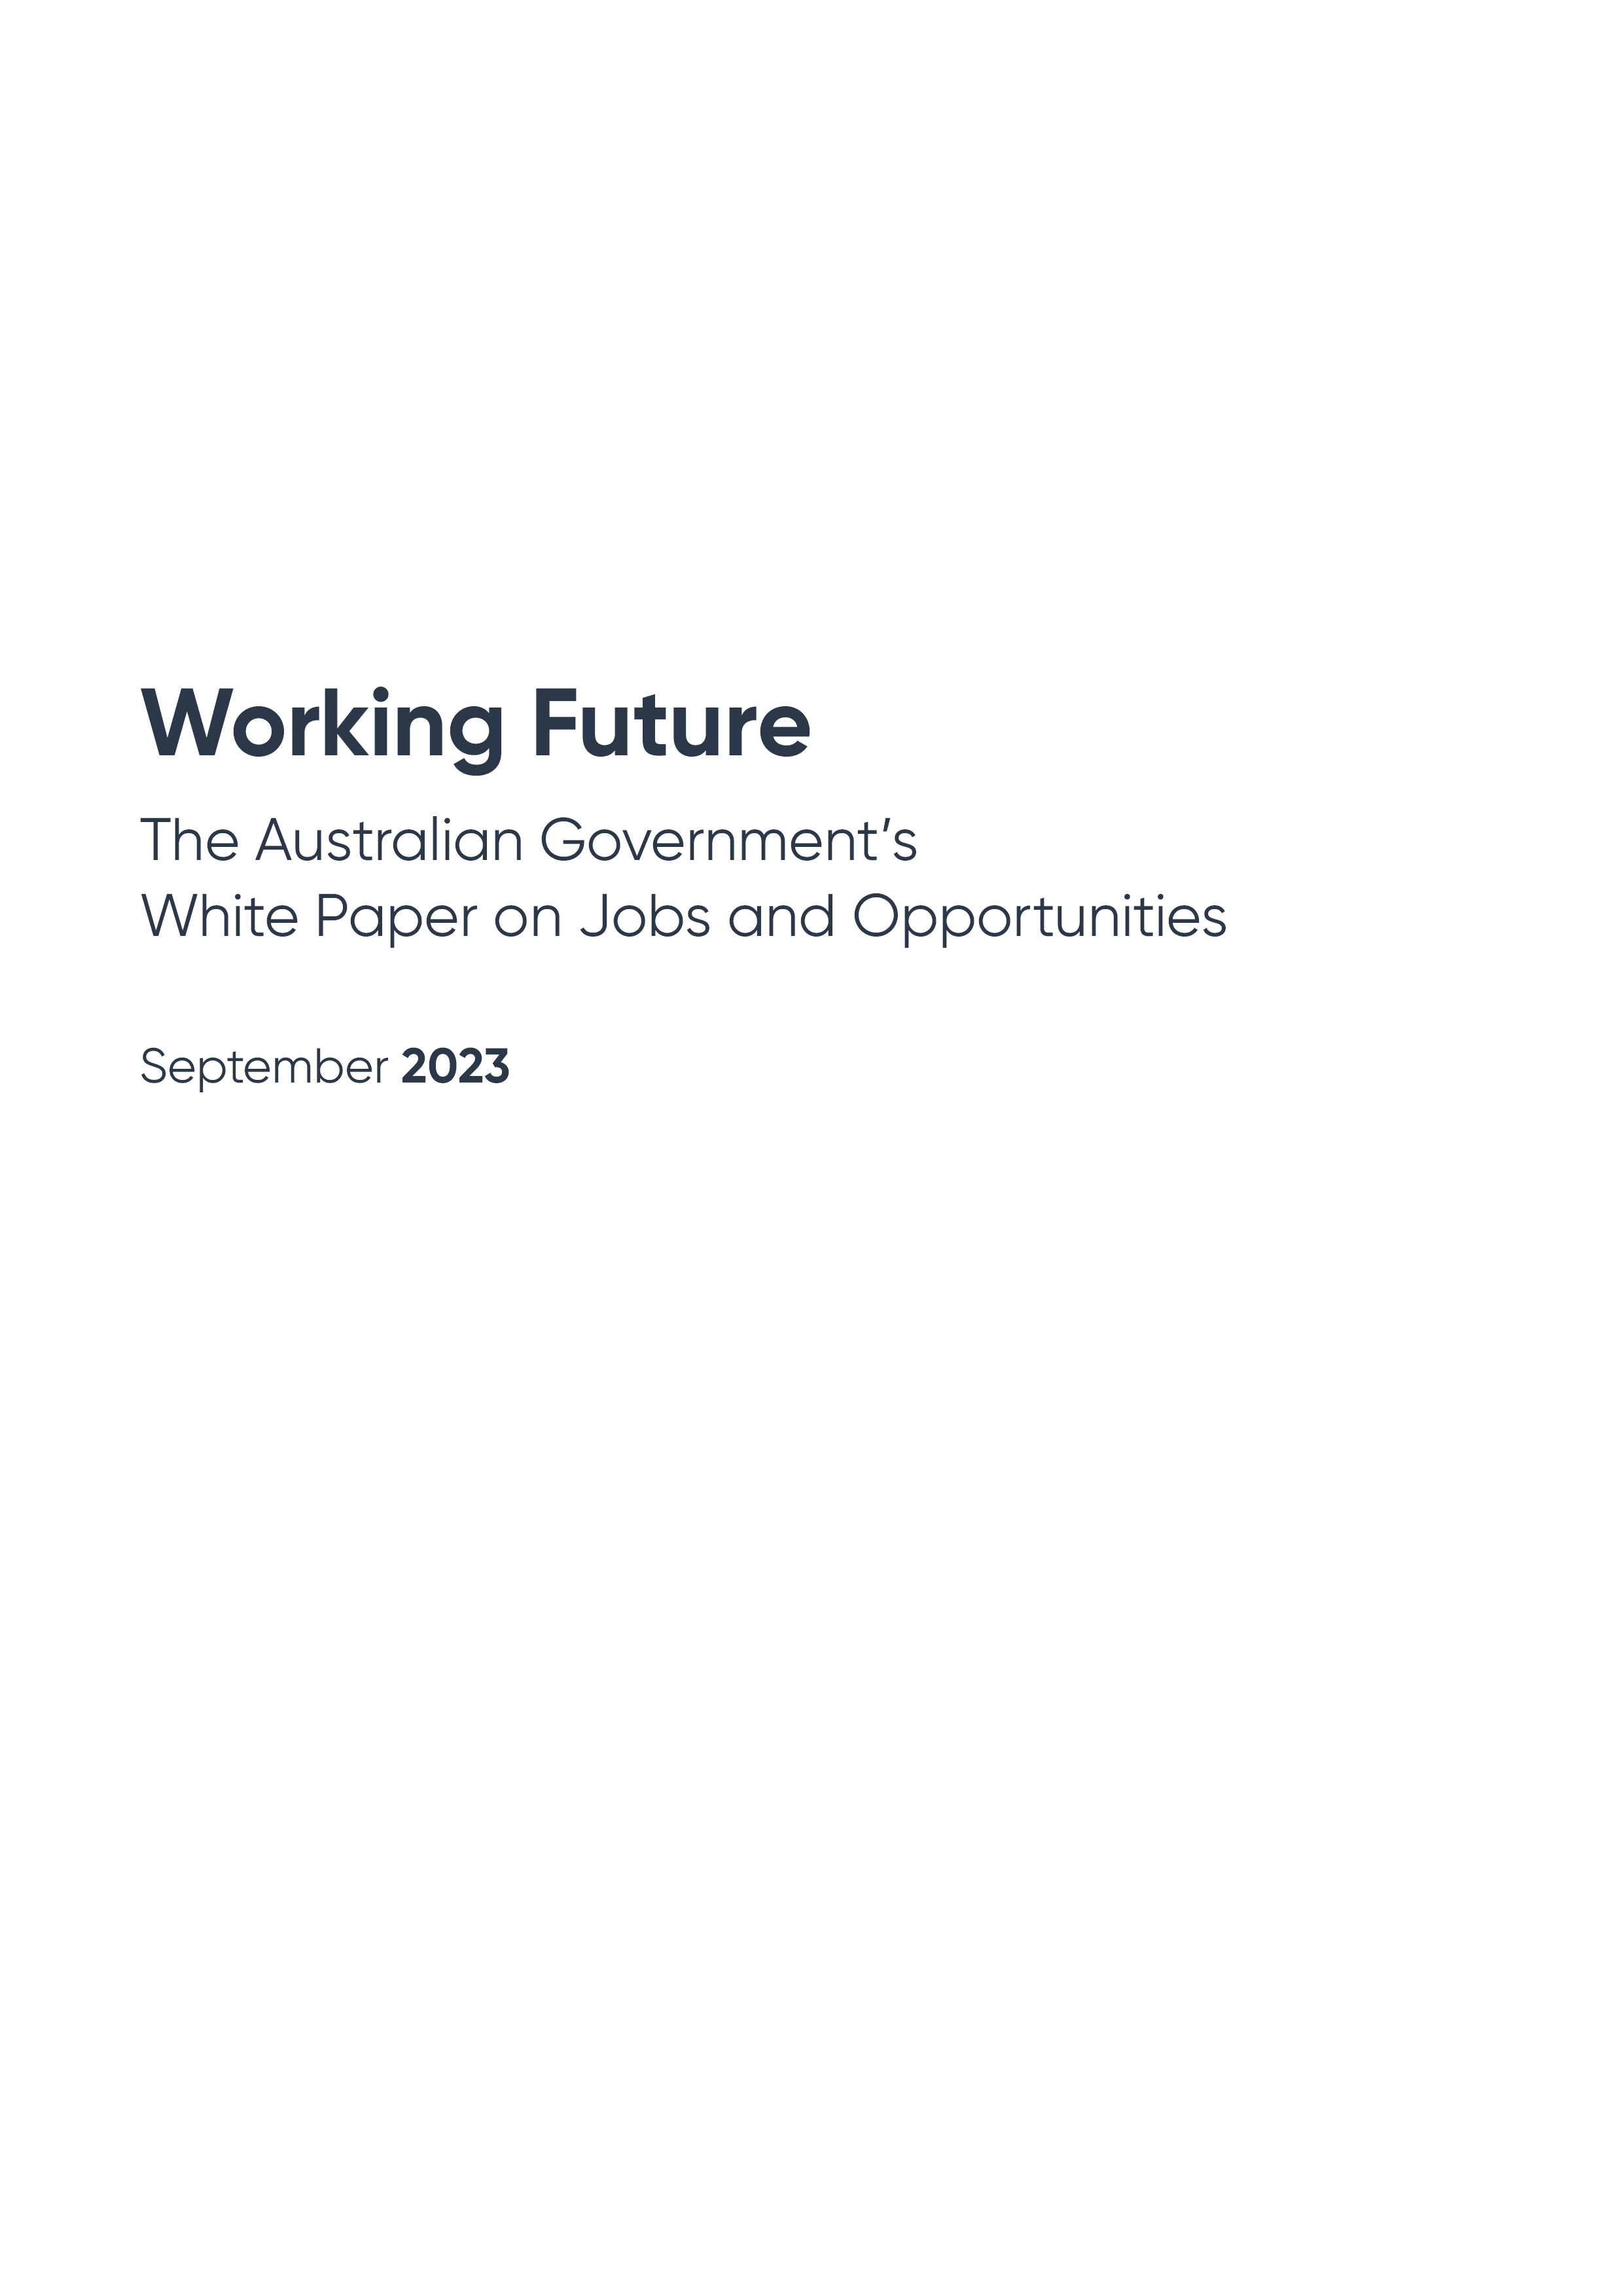 Working Future
The Australian Government’s
White Paper on Jobs and Opportunities
September 2023